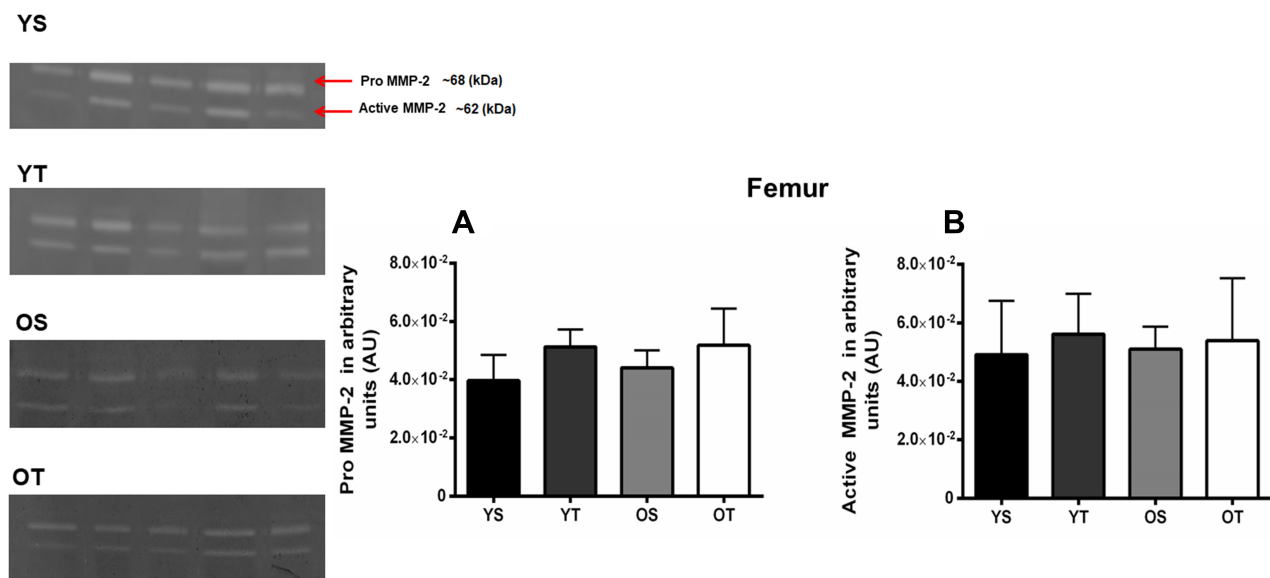 YS
Pro MMP-2 ~68 (kDa)
Active MMP-2 ~62 (kDa)
YT
OS
OT
Femur
A
Pro MMP-2 in arbitrary
units (AU)
8.0×10-2
6.0×10-2
4.0×10-2
2.0×10-2
0
YS YT OS OT
B
Active MMP-2 in arbitrary
units (AU)
8.0×10-2
6.0×10-2
4.0×10-2
2.0×10-2
0
YS YT OS OT